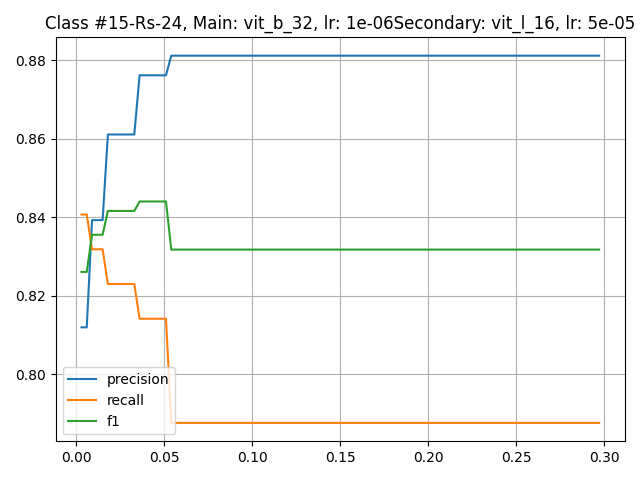 Class #15-Rs-24, Main: vit_b_32, lr: 1e-06Secondary: vit_l_16, lr: 5e-05
0.88
0.86
0.84
0.82
0.80
precision
recall
f1
0.00 0.05 0.10 0.15 0.20 0.25 0.30